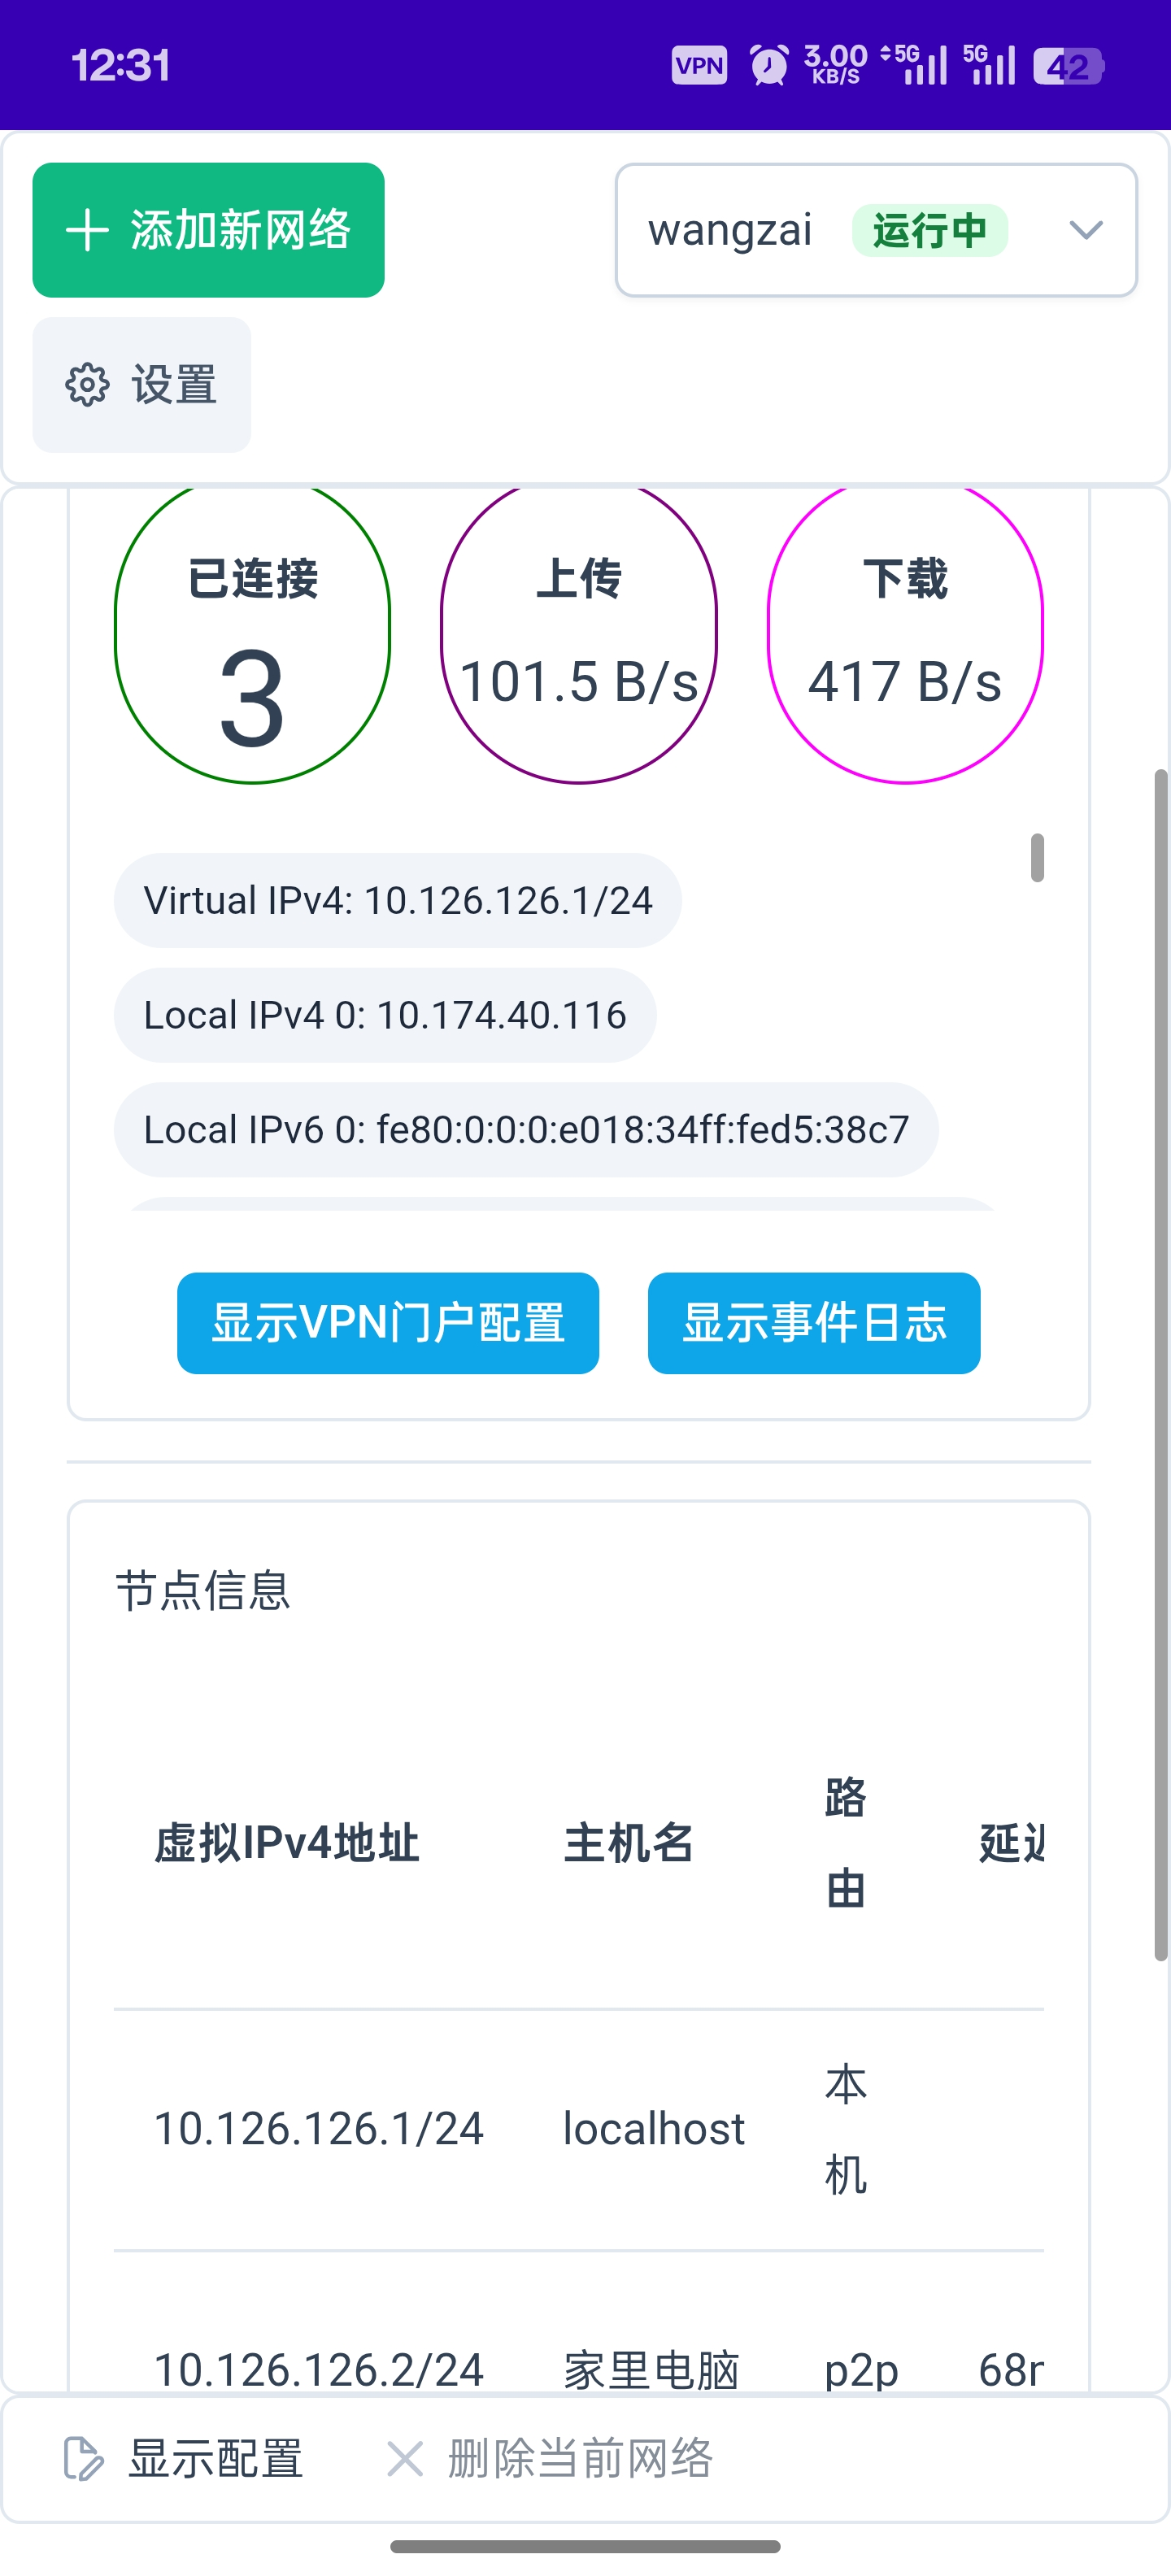 12:31
VPN 3.00 KB/S 5G 5G 42
添加新网络
wangzai 运行中
设置
已连接 上传 下载
3 101.5 B/s 417 B/s
Virtual IPv4: 10.126.126.1/24
Local IPv4 0: 10.174.40.116
Local IPv6 0: fe80:0:0:0:e018:34ff:fed5:38c7
显示VPN门户配置 显示事件日志
节点信息
虚拟IPv4地址 主机名 路由
10.126.126.1/24 localhost 本机
10.126.126.2/24 家里电脑 p2p
显示配置 删除当前网络